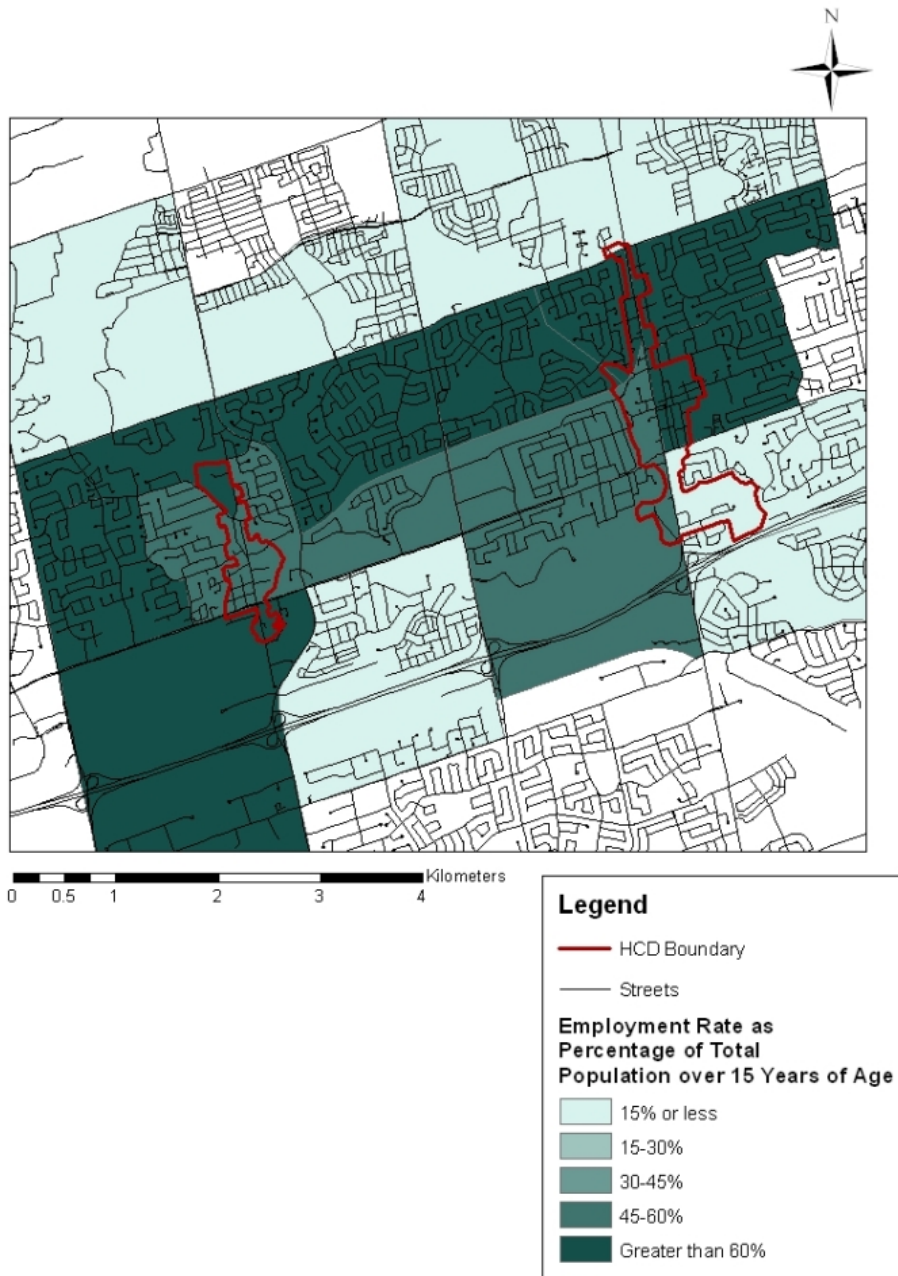 N
Kilometers
0 0.5 1 2 3 4
Legend
HCD Boundary
Streets
Employment Rate as
Percentage of Total
Population over 15 Years of Age
15% or less
15-30%
30-45%
45-60%
Greater than 60%